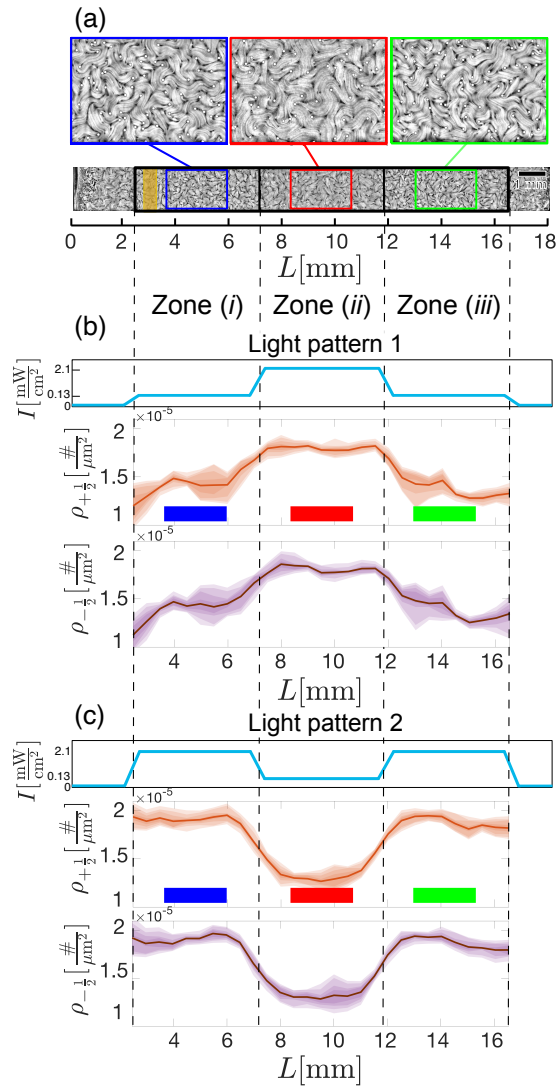 (a)
1 mm
0 2 4 6 8 10 12 14 16 18
L[mm]
Zone (i) Zone (ii) Zone (iii)
(b)
Light pattern 1
I[mW/cm²]
2.1
0.13
0
×10⁻⁵
ρ+½[#/μm²]
2
1.5
1
×10⁻⁵
ρ−½[#/μm²]
2
1.5
1
4 6 8 10 12 14 16
L[mm]
(c)
Light pattern 2
I[mW/cm²]
2.1
0.13
0
×10⁻⁵
ρ+½[#/μm²]
2
1.5
1
×10⁻⁵
ρ−½[#/μm²]
2
1.5
1
4 6 8 10 12 14 16
L[mm]